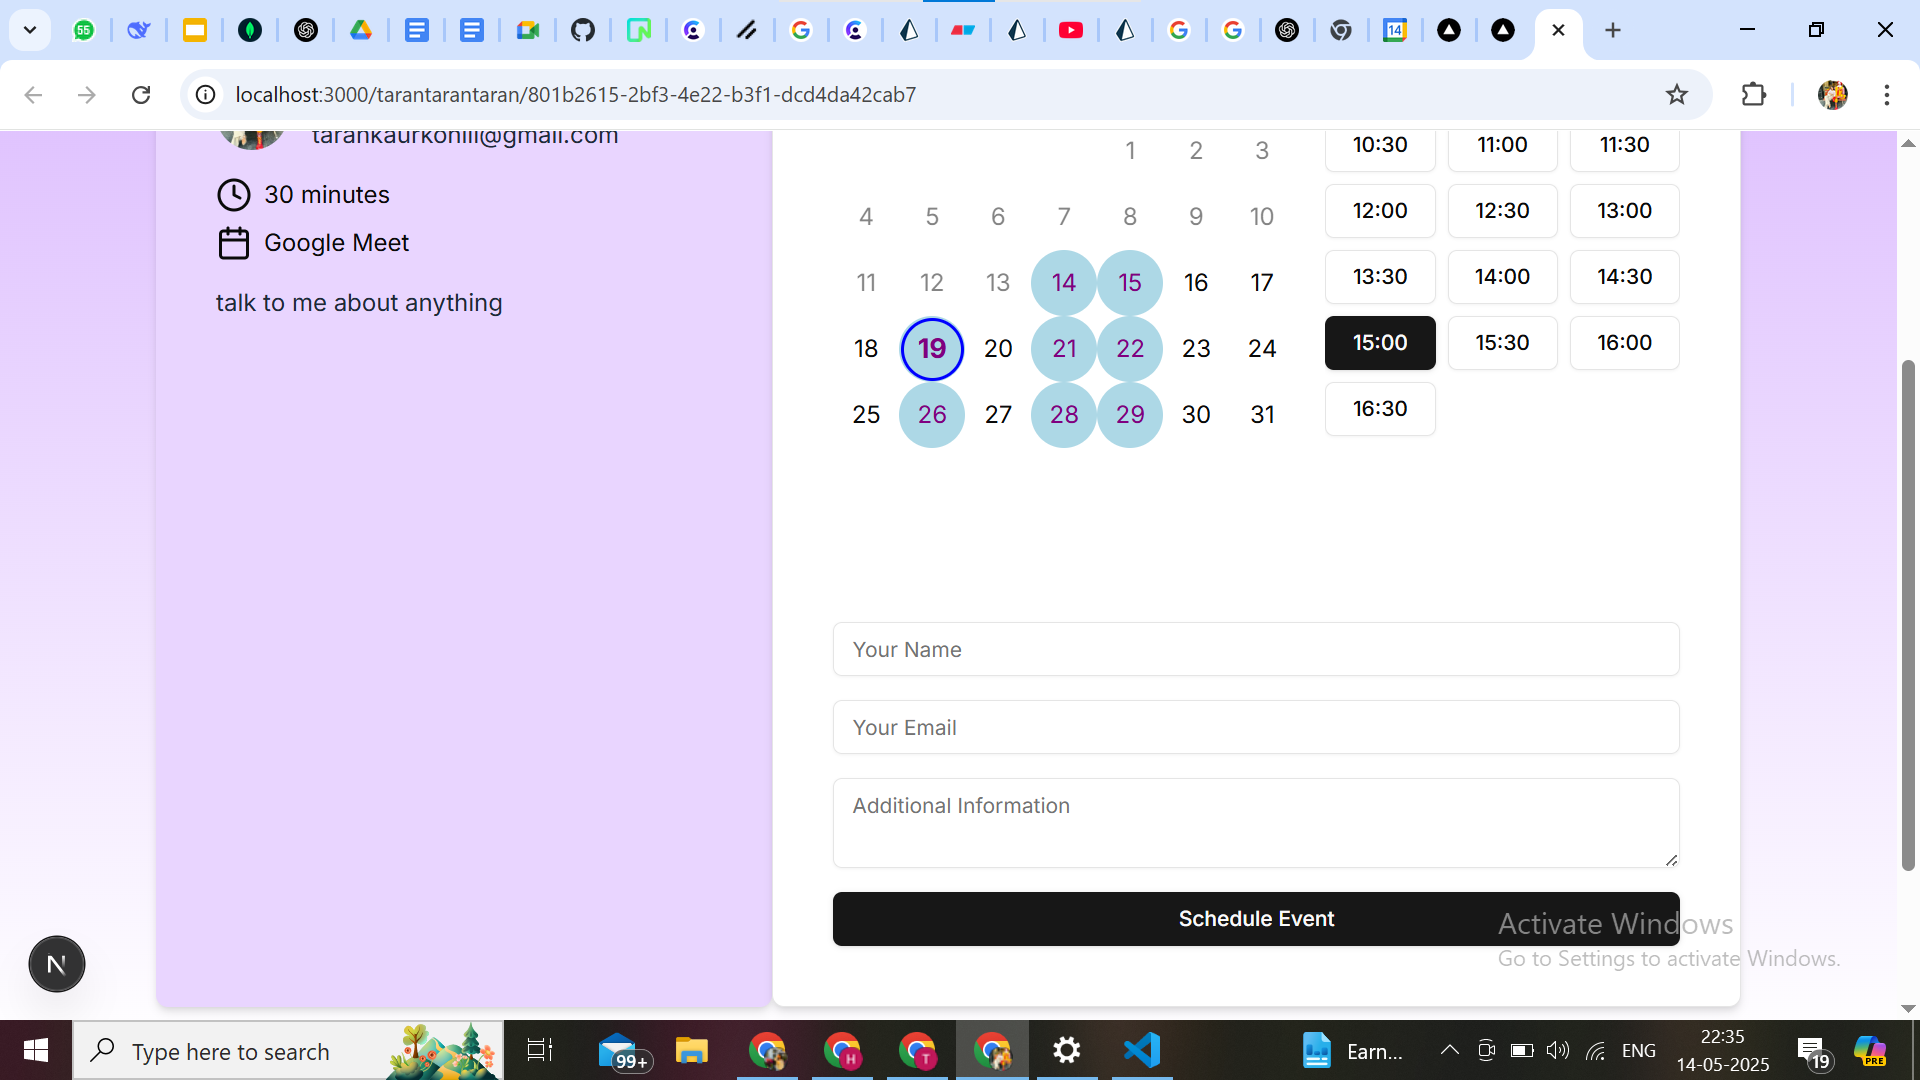 55
14
localhost:3000/tarantarantaran/801b2615-2bf3-4e22-b3f1-dcd4da42cab7
tarankaurkohili@gmail.com
30 minutes
Google Meet
talk to me about anything
1 2 3
4 5 6 7 8 9 10
11 12 13 14 15 16 17
18 19 20 21 22 23 24
25 26 27 28 29 30 31
10:30 11:00 11:30
12:00 12:30 13:00
13:30 14:00 14:30
15:00 15:30 16:00
16:30
Your Name
Your Email
Additional Information
Schedule Event
Activate Windows
Go to Settings to activate Windows.
N
Type here to search
99+
H
T
Earn...
ENG
22:35
14-05-2025
19
PRE